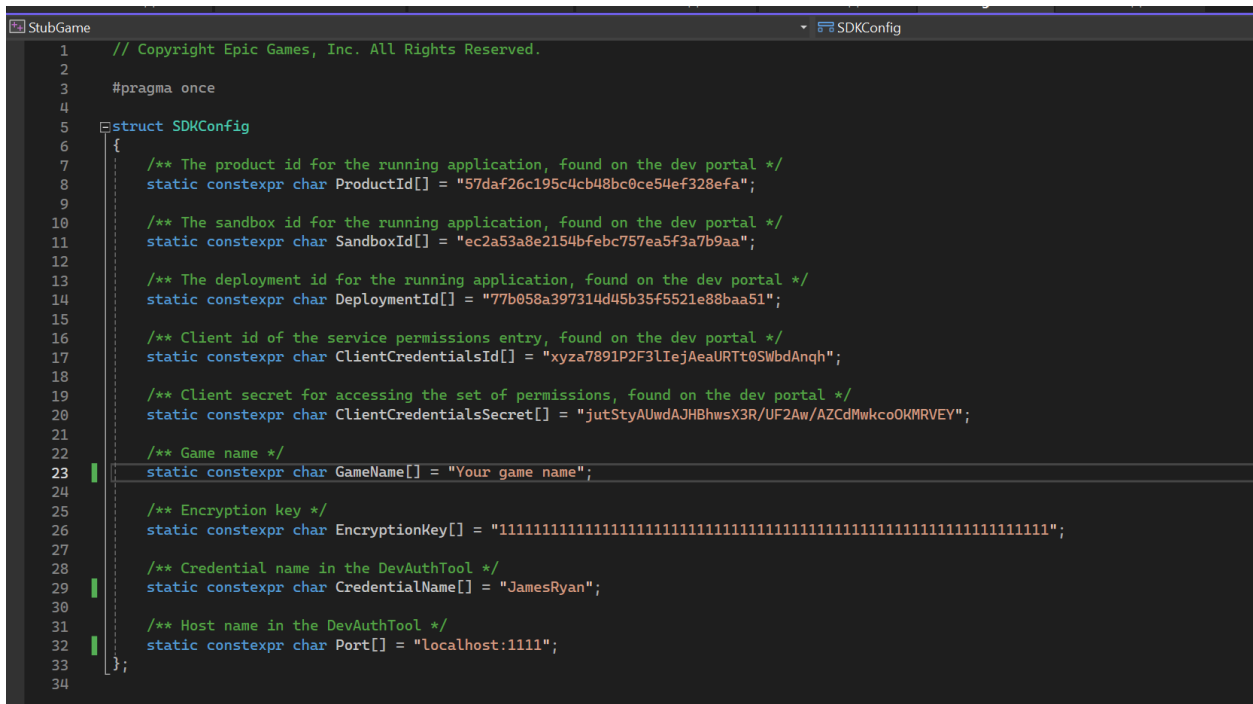 StubGame SDKConfig
1 // Copyright Epic Games, Inc. All Rights Reserved.
2
3 #pragma once
4
5 struct SDKConfig
6 {
7 /** The product id for the running application, found on the dev portal */
8 static constexpr char ProductId[] = "57daf26c195c4cb48bc0ce54ef328efa";
9
10 /** The sandbox id for the running application, found on the dev portal */
11 static constexpr char SandboxId[] = "ec2a53a8e2154bfebc757ea5f3a7b9aa";
12
13 /** The deployment id for the running application, found on the dev portal */
14 static constexpr char DeploymentId[] = "77b058a397314d45b35f5521e88baa51";
15
16 /** Client id of the service permissions entry, found on the dev portal */
17 static constexpr char ClientCredentialsId[] = "xyza7891P2F3lIejAeaURTt0SWbdAnqh";
18
19 /** Client secret for accessing the set of permissions, found on the dev portal */
20 static constexpr char ClientCredentialsSecret[] = "jutStyAUwdAJHBhwsX3R/UF2Aw/AZCdMwkcoOKMRVEY";
21
22 /** Game name */
23 static constexpr char GameName[] = "Your game name";
24
25 /** Encryption key */
26 static constexpr char EncryptionKey[] = "1111111111111111111111111111111111111111111111111111111111111111";
27
28 /** Credential name in the DevAuthTool */
29 static constexpr char CredentialName[] = "JamesRyan";
30
31 /** Host name in the DevAuthTool */
32 static constexpr char Port[] = "localhost:1111";
33 };
34